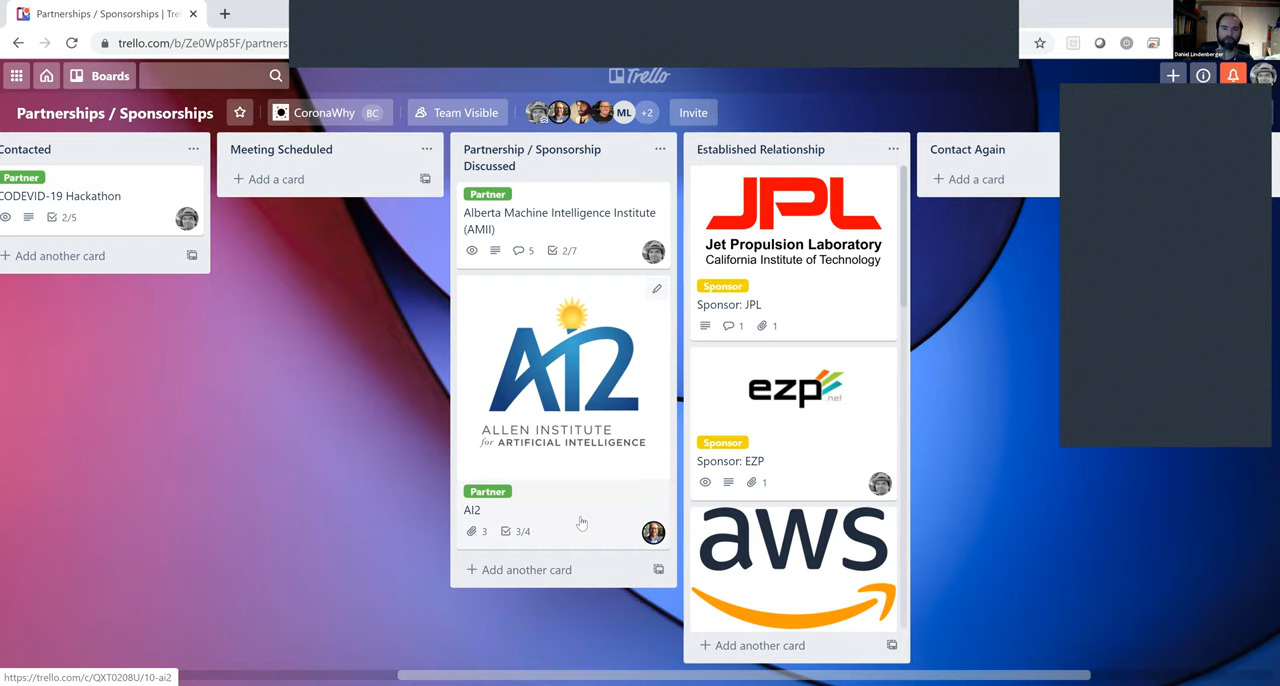 Partnerships / Sponsorships | Tre
trello.com/b/Ze0Wp85F/partners
Daniel Lindenberger
Boards
Trello
Partnerships / Sponsorships
CoronaWhy BC
Team Visible
ML
+2
Invite
Contacted
Partner
CODEVID-19 Hackathon
2/5
Add another card
Meeting Scheduled
Add a card
Partnership / Sponsorship
Discussed
Partner
Alberta Machine Intelligence Institute
(AMII)
5
2/7
Ai2
ALLEN INSTITUTE
for ARTIFICIAL INTELLIGENCE
Partner
AI2
3
3/4
Add another card
Established Relationship
JPL
Jet Propulsion Laboratory
California Institute of Technology
Sponsor
Sponsor: JPL
1
1
ezp.net
Sponsor
Sponsor: EZP
1
aws
Add another card
Contact Again
Add a card
https://trello.com/c/QXT0208U/10-ai2